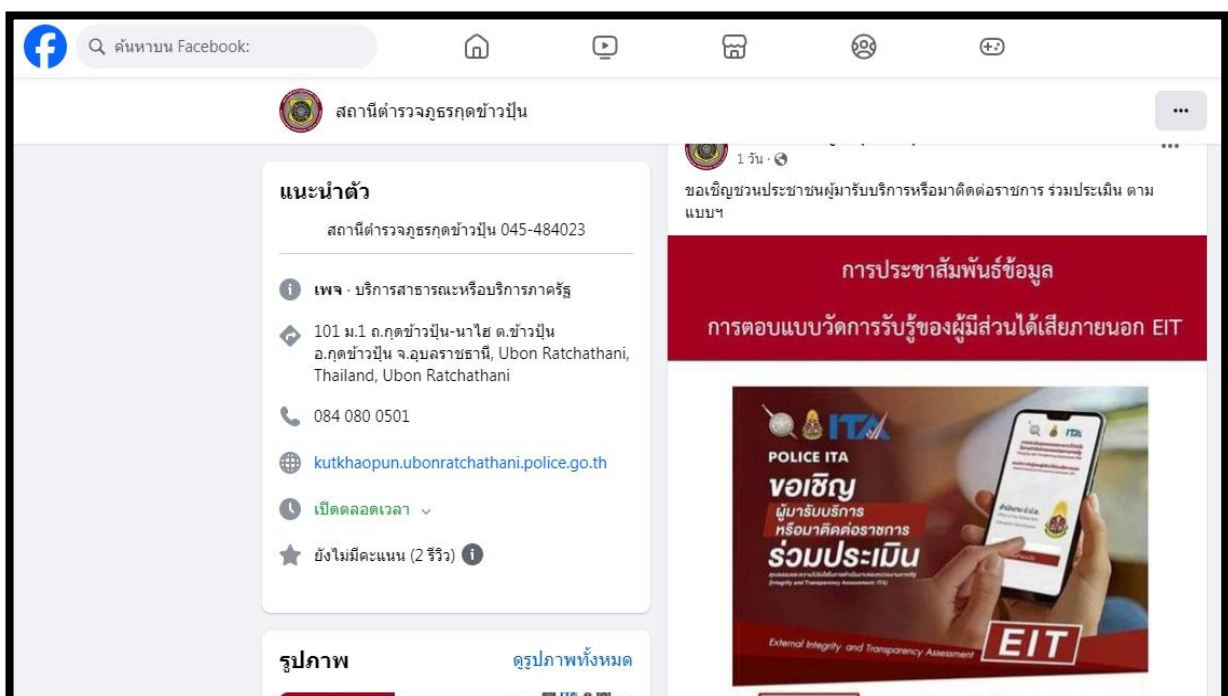 ค้นหาบน Facebook:
สถานีตำรวจภูธรกุดข้าวปุ้น
แนะนำตัว
สถานีตำรวจภูธรกุดข้าวปุ้น 045-484023
เพจ · บริการสาธารณะหรือบริการภาครัฐ
101 ม.1 ถ.กุดข้าวปุ้น-นาไฮ ต.ข้าวปุ้น
อ.กุดข้าวปุ้น จ.อุบลราชธานี, Ubon Ratchathani,
Thailand, Ubon Ratchathani
084 080 0501
kutkhaopun.ubonratchathani.police.go.th
เปิดตลอดเวลา
ยังไม่มีคะแนน (2 รีวิว)
รูปภาพ
ดูรูปภาพทั้งหมด
1 วัน ·
ขอเชิญชวนประชาชนผู้มารับบริการหรือมาติดต่อราชการ ร่วมประเมิน ตาม
แบบฯ
การประชาสัมพันธ์ข้อมูล
การตอบแบบวัดการรับรู้ของผู้มีส่วนได้เสียภายนอก EIT
ITA
POLICE ITA
ขอเชิญ
ผู้มารับบริการ
หรือมาติดต่อราชการ
ร่วมประเมิน
(Integrity and Transparency Assessment: ITA)
External Integrity and Transparency Assessment
EIT